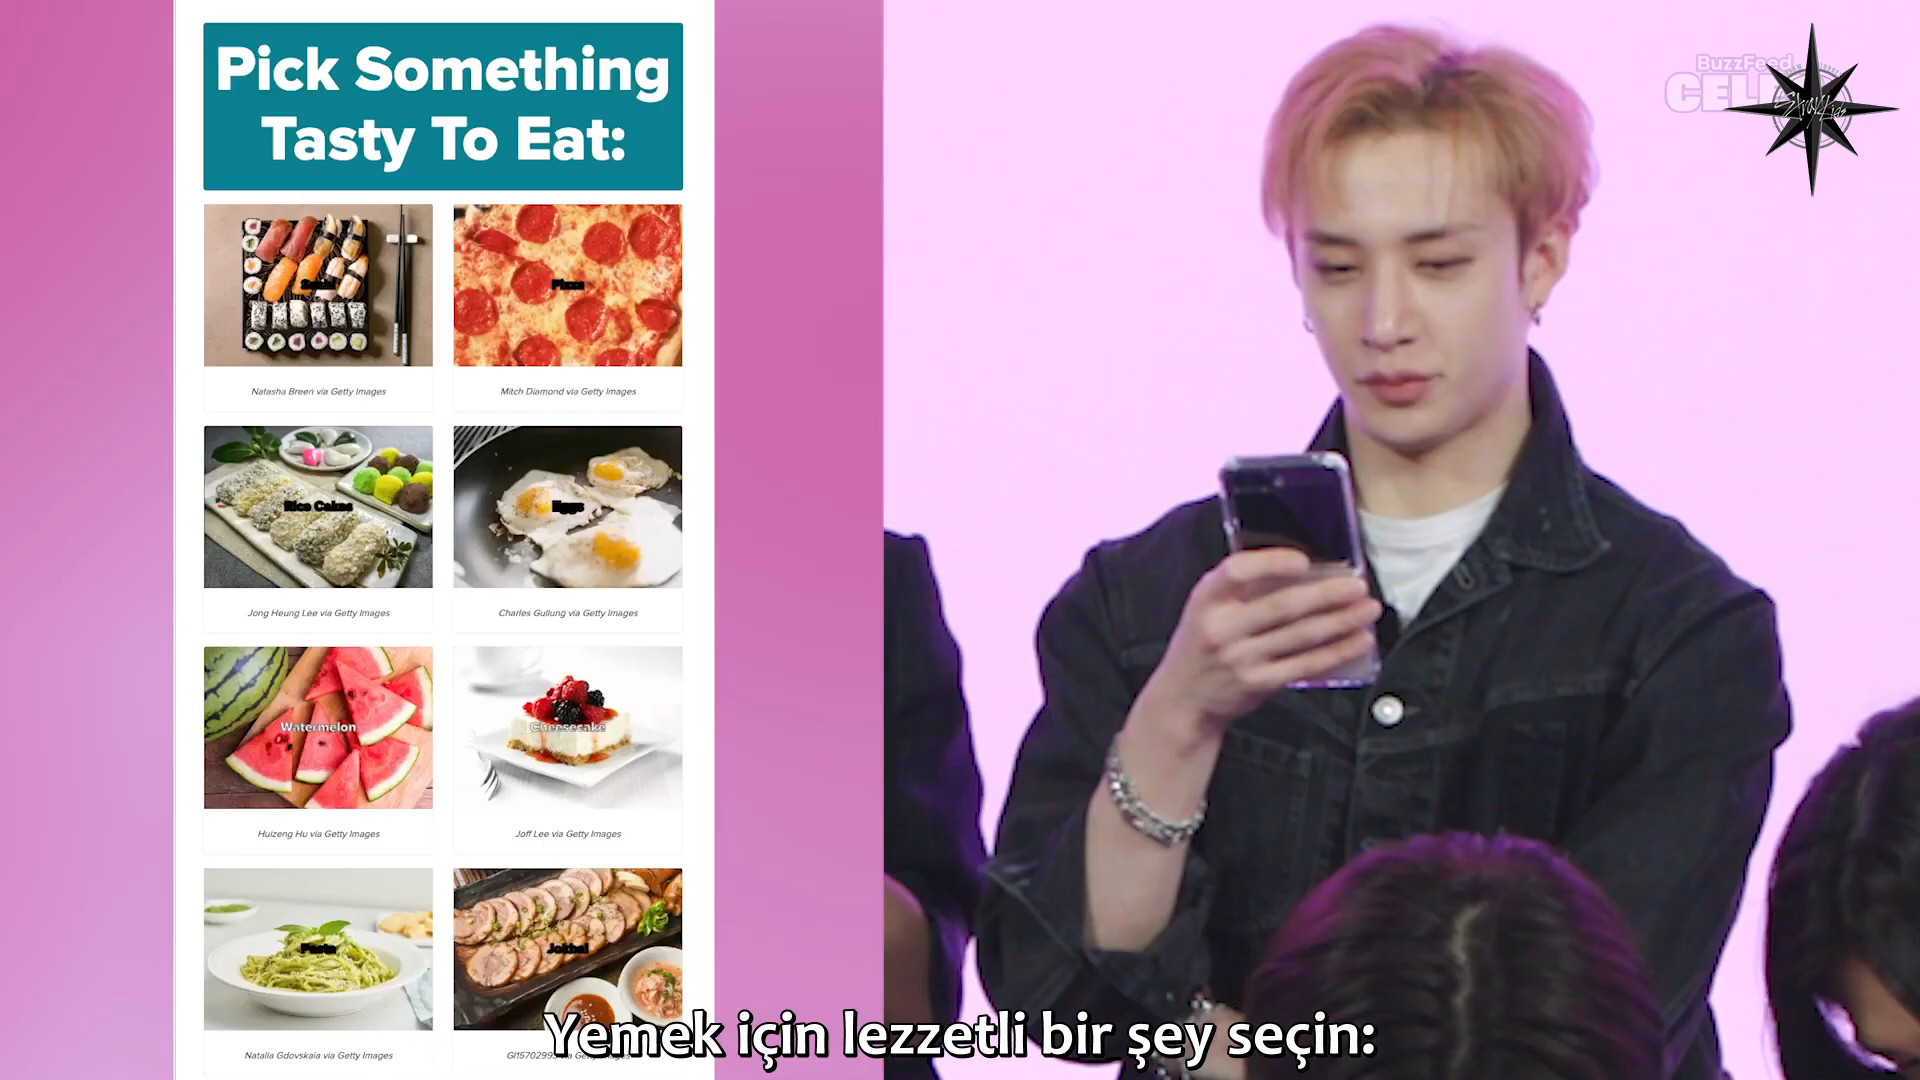 Pick Something
Tasty To Eat:
BuzzFeed
Stray Kids
Pizza
Natasha Breen via Getty Images
Mitch Diamond via Getty Images
Rice Cakes
Eggs
Jong Heung Lee via Getty Images
Charles Gullung via Getty Images
Watermelon
Cheesecake
Huizeng Hu via Getty Images
Joff Lee via Getty Images
Pasta
Jokbal
Natalia Gdovskaia via Getty Images
Yemek için lezzetli bir şey seçin: